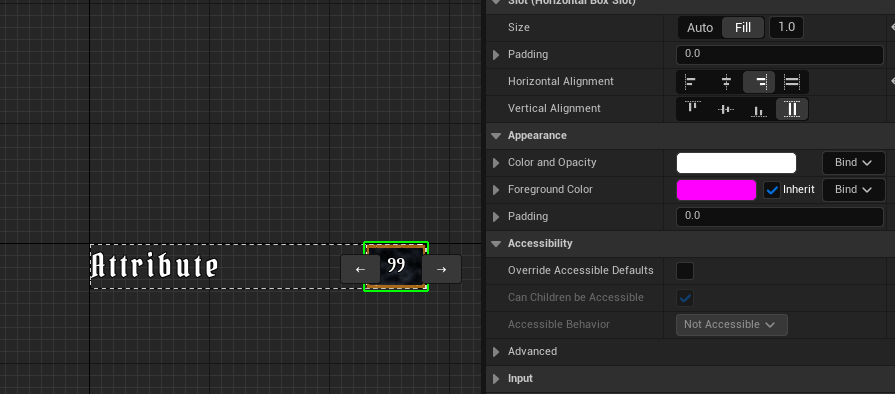 Slot (Horizontal Box Slot)
Size Auto Fill 1.0
Padding 0.0
Horizontal Alignment
Vertical Alignment
Appearance
Color and Opacity Bind
Foreground Color Inherit Bind
Padding 0.0
Accessibility
Override Accessible Defaults
Can Children be Accessible
Accessible Behavior Not Accessible
Advanced
Input
Attribute ← 99 →